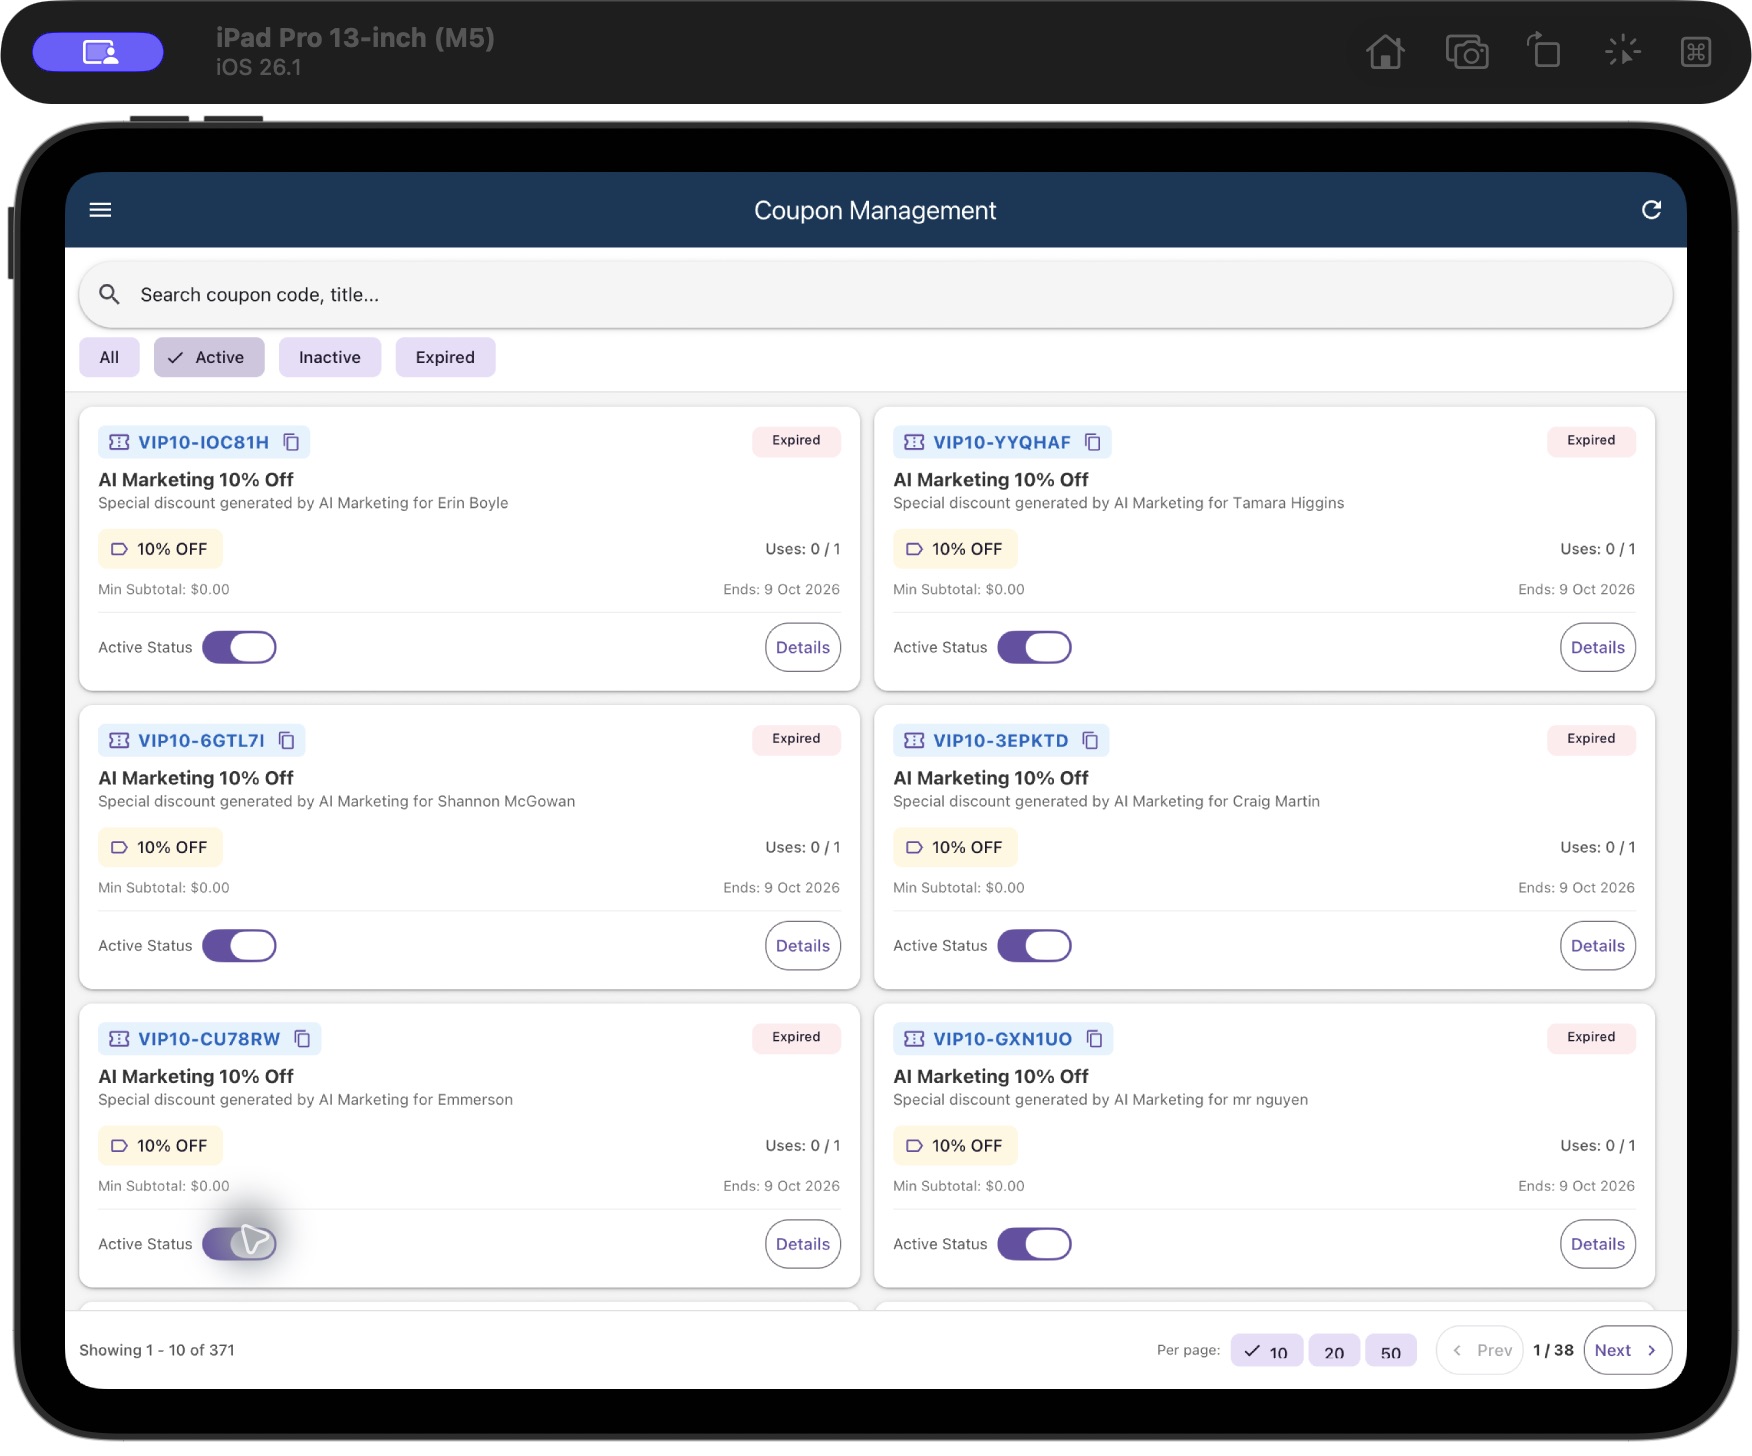 iPad Pro 13-inch (M5)
iOS 26.1
Coupon Management
Search coupon code, title...
All
Active
Inactive
Expired
VIP10-IOC81H
Expired
AI Marketing 10% Off
Special discount generated by AI Marketing for Erin Boyle
10% OFF
Uses: 0 / 1
Min Subtotal: $0.00
Ends: 9 Oct 2026
Active Status
Details
VIP10-YYQHAF
Expired
AI Marketing 10% Off
Special discount generated by AI Marketing for Tamara Higgins
10% OFF
Uses: 0 / 1
Min Subtotal: $0.00
Ends: 9 Oct 2026
Active Status
Details
VIP10-6GTL7I
Expired
AI Marketing 10% Off
Special discount generated by AI Marketing for Shannon McGowan
10% OFF
Uses: 0 / 1
Min Subtotal: $0.00
Ends: 9 Oct 2026
Active Status
Details
VIP10-3EPKTD
Expired
AI Marketing 10% Off
Special discount generated by AI Marketing for Craig Martin
10% OFF
Uses: 0 / 1
Min Subtotal: $0.00
Ends: 9 Oct 2026
Active Status
Details
VIP10-CU78RW
Expired
AI Marketing 10% Off
Special discount generated by AI Marketing for Emmerson
10% OFF
Uses: 0 / 1
Min Subtotal: $0.00
Ends: 9 Oct 2026
Active Status
Details
VIP10-GXN1UO
Expired
AI Marketing 10% Off
Special discount generated by AI Marketing for mr nguyen
10% OFF
Uses: 0 / 1
Min Subtotal: $0.00
Ends: 9 Oct 2026
Active Status
Details
Showing 1 - 10 of 371
Per page:
10
20
50
Prev
1 / 38
Next